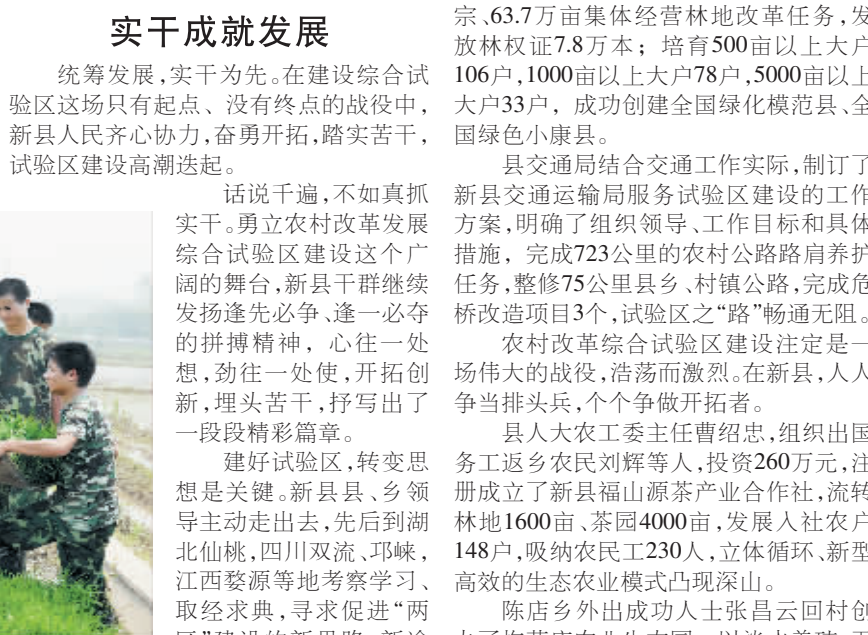 实干成就发展
统筹发展,实干为先。在建设综合试
验区这场只有起点、没有终点的战役中,
新县人民齐心协力,奋勇开拓,踏实苦干,
试验区建设高潮迭起。
话说千遍,不如真抓
实干。勇立农村改革发展
综合试验区建设这个广
阔的舞台,新县干群继续
发扬逢先必争、逢一必夺
的拼搏精神,心往一处
想,劲往一处使,开拓创
新,埋头苦干,抒写出了
一段段精彩篇章。
建好试验区,转变思
想是关键。新县县、乡领
导主动走出去,先后到湖
北仙桃,四川双流、邛崃,
江西婺源等地考察学习、
取经求典,寻求促进“两
宗、63.7万亩集体经营林地改革任务,发
放林权证7.8万本；培育500亩以上大户
106户,1000亩以上大户78户,5000亩以上
大户33户,成功创建全国绿化模范县、全
国绿色小康县。
县交通局结合交通工作实际,制订了
新县交通运输局服务试验区建设的工作
方案,明确了组织领导、工作目标和具体
措施,完成723公里的农村公路路肩养护
任务,整修75公里县乡、村镇公路,完成危
桥改造项目3个,试验区之“路”畅通无阻。
农村改革综合试验区建设注定是一
场伟大的战役,浩荡而激烈。在新县,人人
争当排头兵,个个争做开拓者。
县人大农工委主任曹绍忠,组织出国
务工返乡农民刘辉等人,投资260万元,注
册成立了新县福山源茶产业合作社,流转
林地1600亩、茶园4000亩,发展入社农户
148户,吸纳农民工230人,立体循环、新型
高效的生态农业模式凸现深山。
陈店乡外出成功人士张昌云回村创